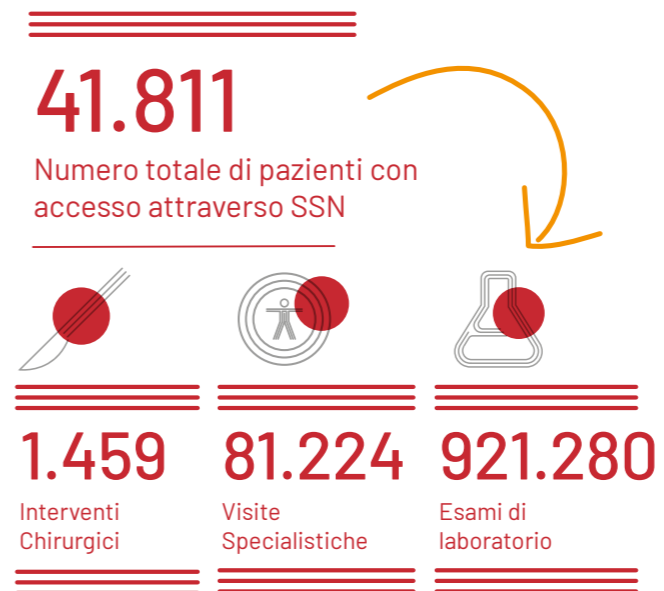 41.811
Numero totale di pazienti con
accesso attraverso SSN
1.459
Interventi
Chirurgici
81.224
Visite
Specialistiche
921.280
Esami di
laboratorio